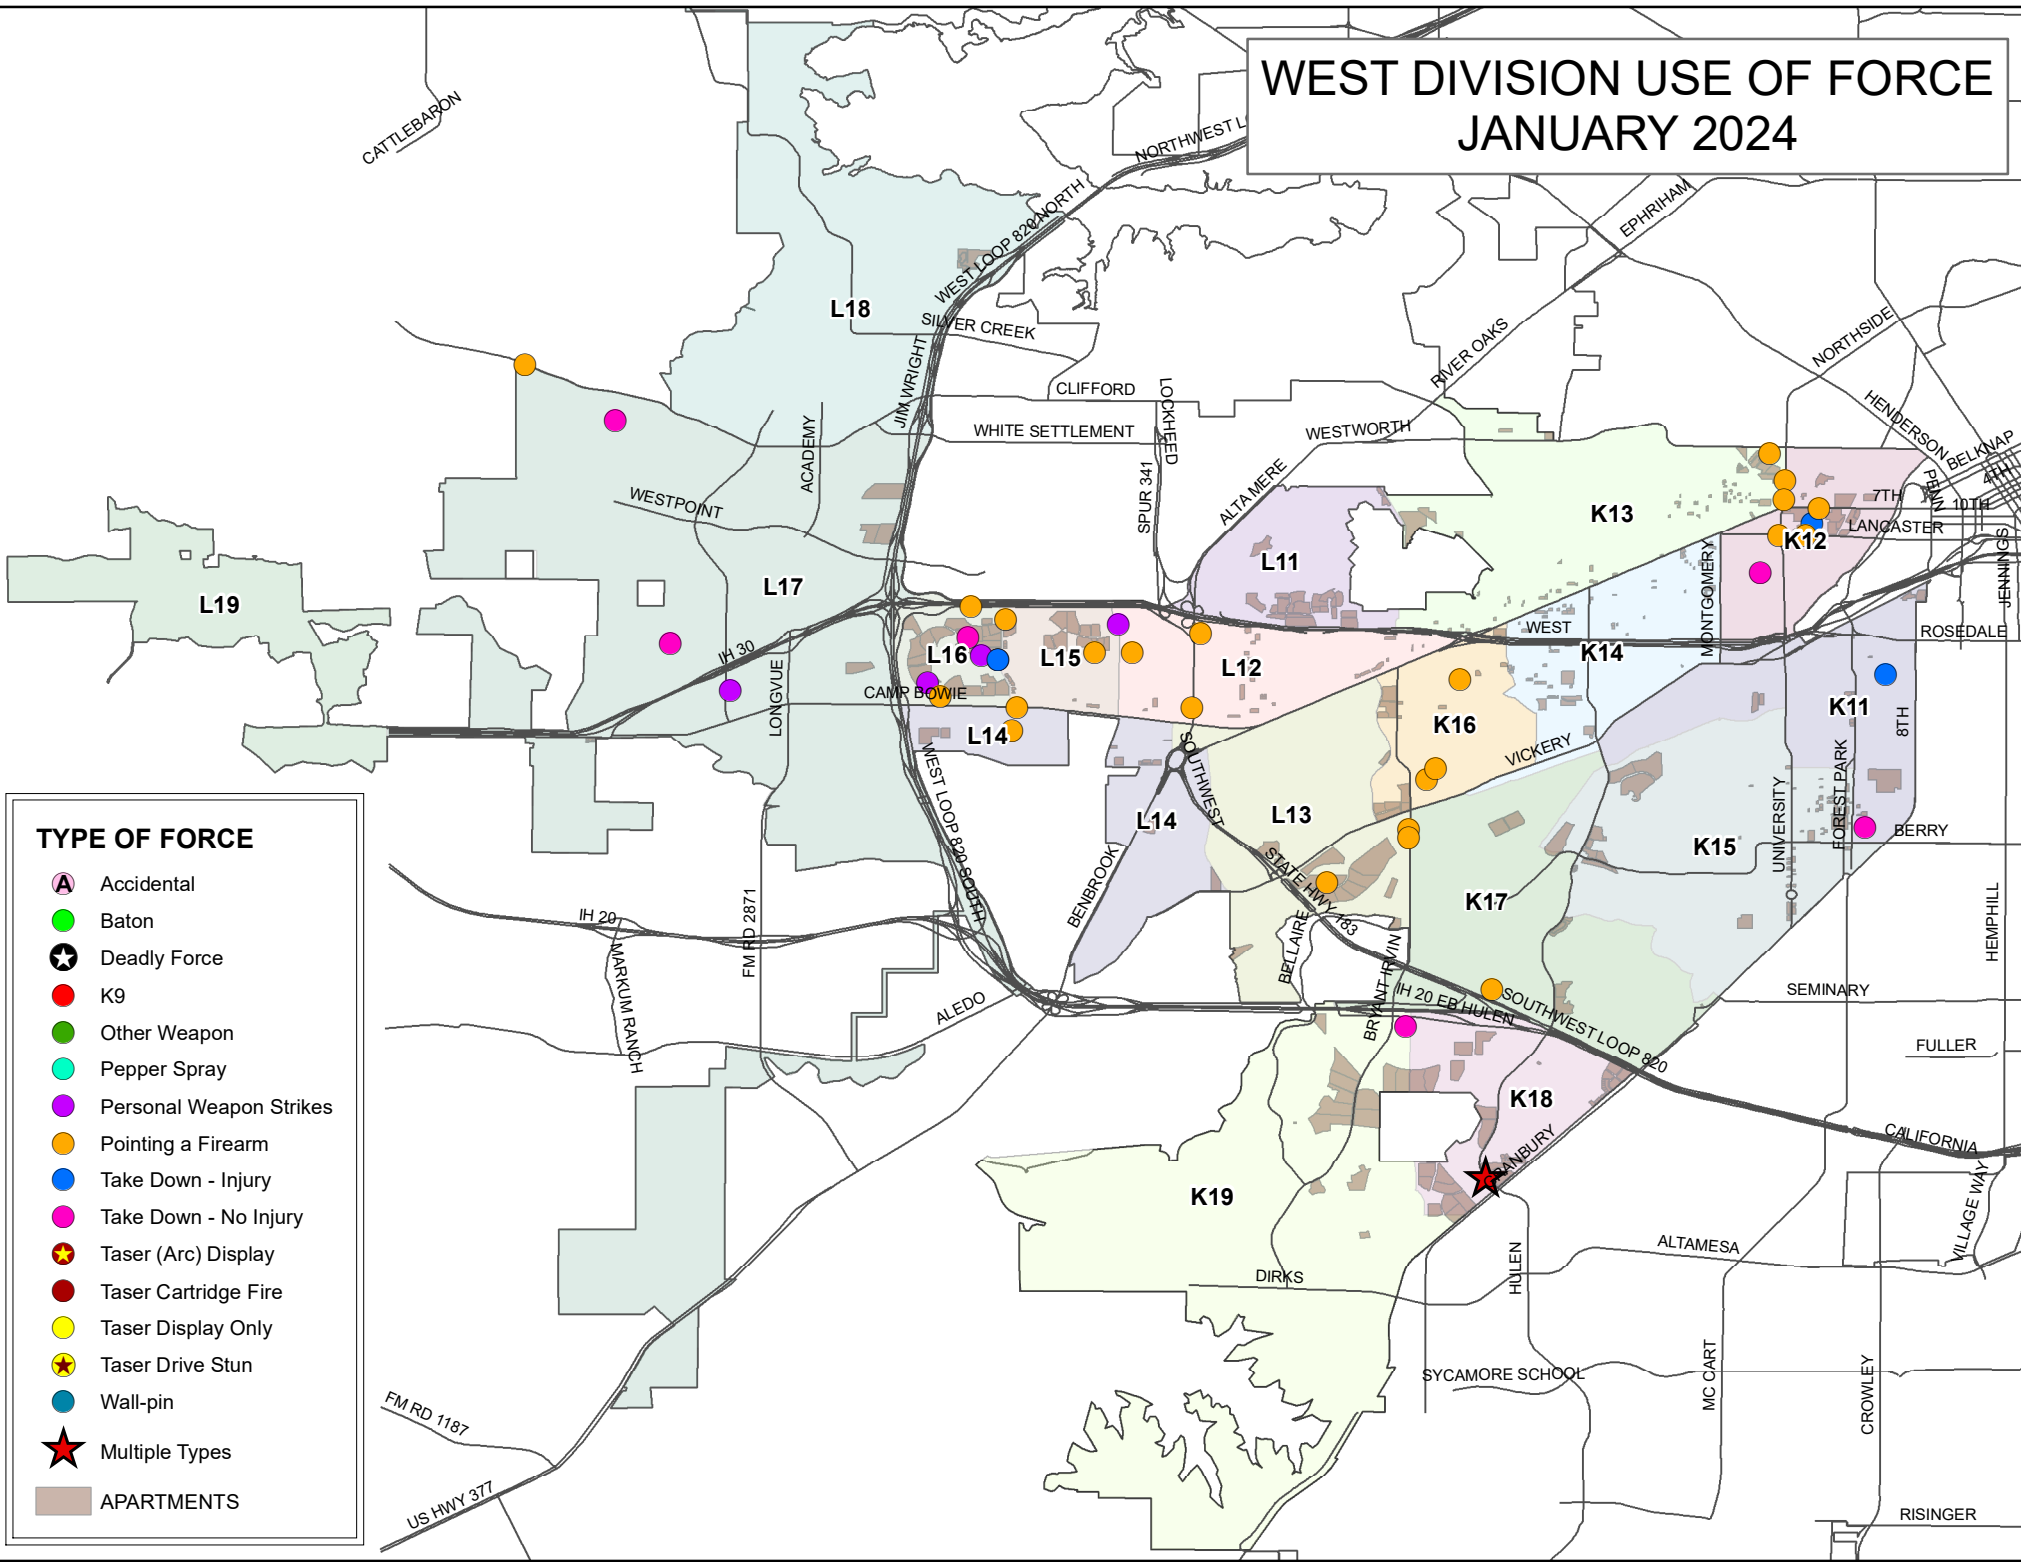 WEST DIVISION USE OF FORCE
JANUARY 2024
CATTLEBARON
NORTHWEST L
EPHRIHAM
WEST LOOP 820 NORTH
L18
SILVER CREEK
NORTHSIDE
RIVER OAKS
JIM WRIGHT
CLIFFORD
LOCKHEED
HENDERSON
WHITE SETTLEMENT
WESTWORTH
BELKNAP
ACADEMY
4TH
PENN
SPUR 341
ALTA MERE
7TH
10TH
WESTPOINT
K13
LANCASTER
K12
L11
MONTGOMERY
JENNINGS
L17
L19
WEST
ROSEDALE
IH 30
L16
L15
L12
K14
CAMP BOWIE
LONGVUE
K11
8TH
K16
L14
SOUTHWEST
VICKERY
WEST LOOP 820 SOUTH
L14
L13
UNIVERSITY
FOREST PARK
BERRY
K15
STATE HWY 183
BENBROOK
K17
IH 20
FM RD 2871
HEMPHILL
BELLAIRE
MARKUM RANCH
BRYANT IRVIN
IH 20 EB HULEN
SOUTHWEST LOOP 820
SEMINARY
ALEDO
FULLER
K18
CALIFORNIA
RANBURY
K19
VILLAGE WAY
ALTAMESA
HULEN
DIRKS
SYCAMORE SCHOOL
MC CART
CROWLEY
FM RD 1187
US HWY 377
RISINGER
TYPE OF FORCE
A Accidental
Baton
Deadly Force
K9
Other Weapon
Pepper Spray
Personal Weapon Strikes
Pointing a Firearm
Take Down - Injury
Take Down - No Injury
Taser (Arc) Display
Taser Cartridge Fire
Taser Display Only
Taser Drive Stun
Wall-pin
Multiple Types
APARTMENTS